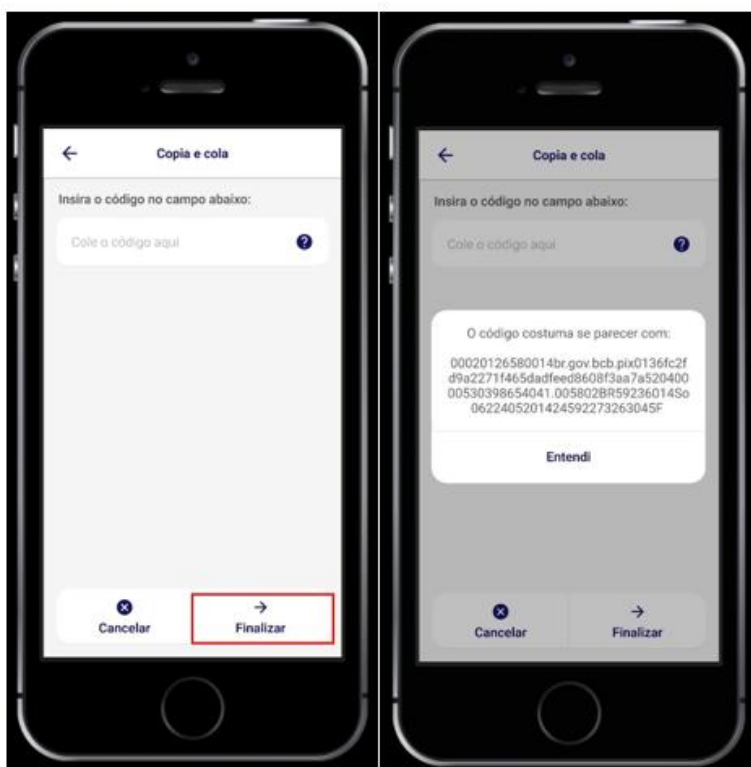 Copia e cola
Insira o código no campo abaixo:
Cole o código aqui
Cancelar
Finalizar
Copia e cola
Insira o código no campo abaixo:
Cole o código aqui
O código costuma se parecer com:
00020126580014br.gov.bcb.pix0136fc2f
d9a2271f465dadfeed8608f3aa7a520400
00530398654041.005802BR59236014So
06224052014245922732630 45F
Entendi
Cancelar
Finalizar